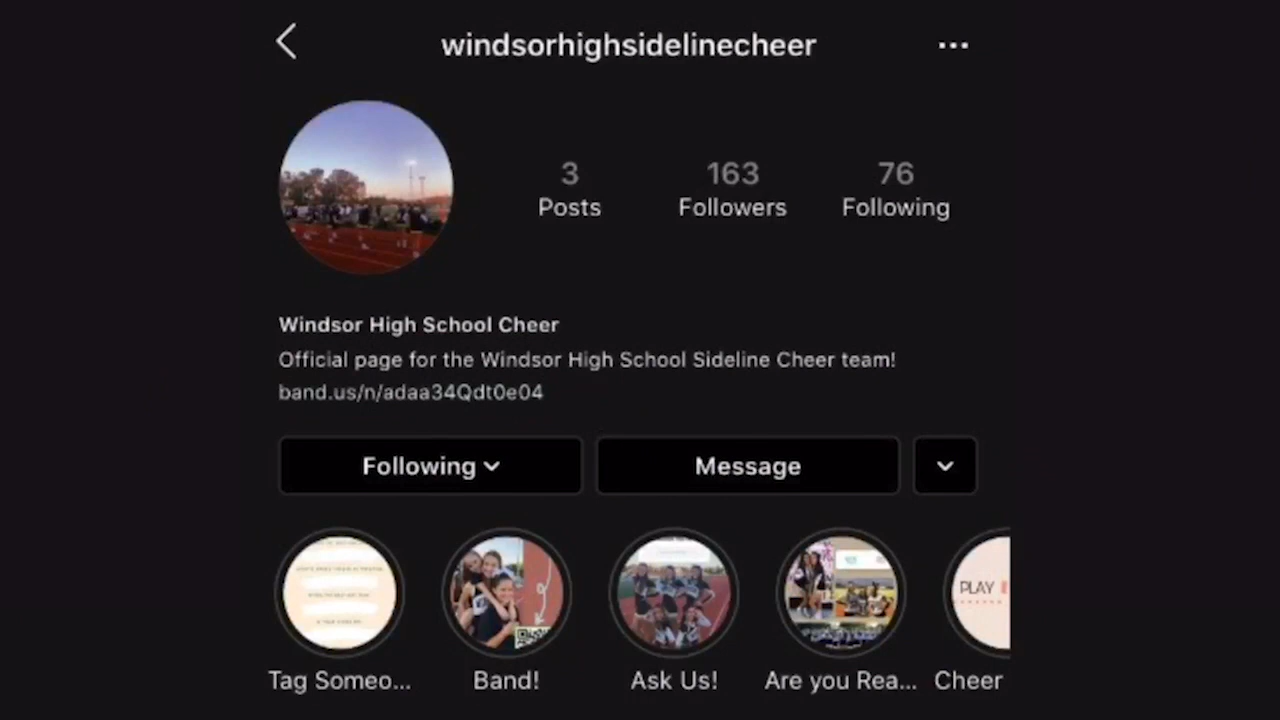 windsorhighsidelinecheer
3 163 76
Posts Followers Following
Windsor High School Cheer
Official page for the Windsor High School Sideline Cheer team!
band.us/n/adaa34Qdt0e04
Following Message
PLAY
Tag Someo... Band! Ask Us! Are you Rea... Cheer